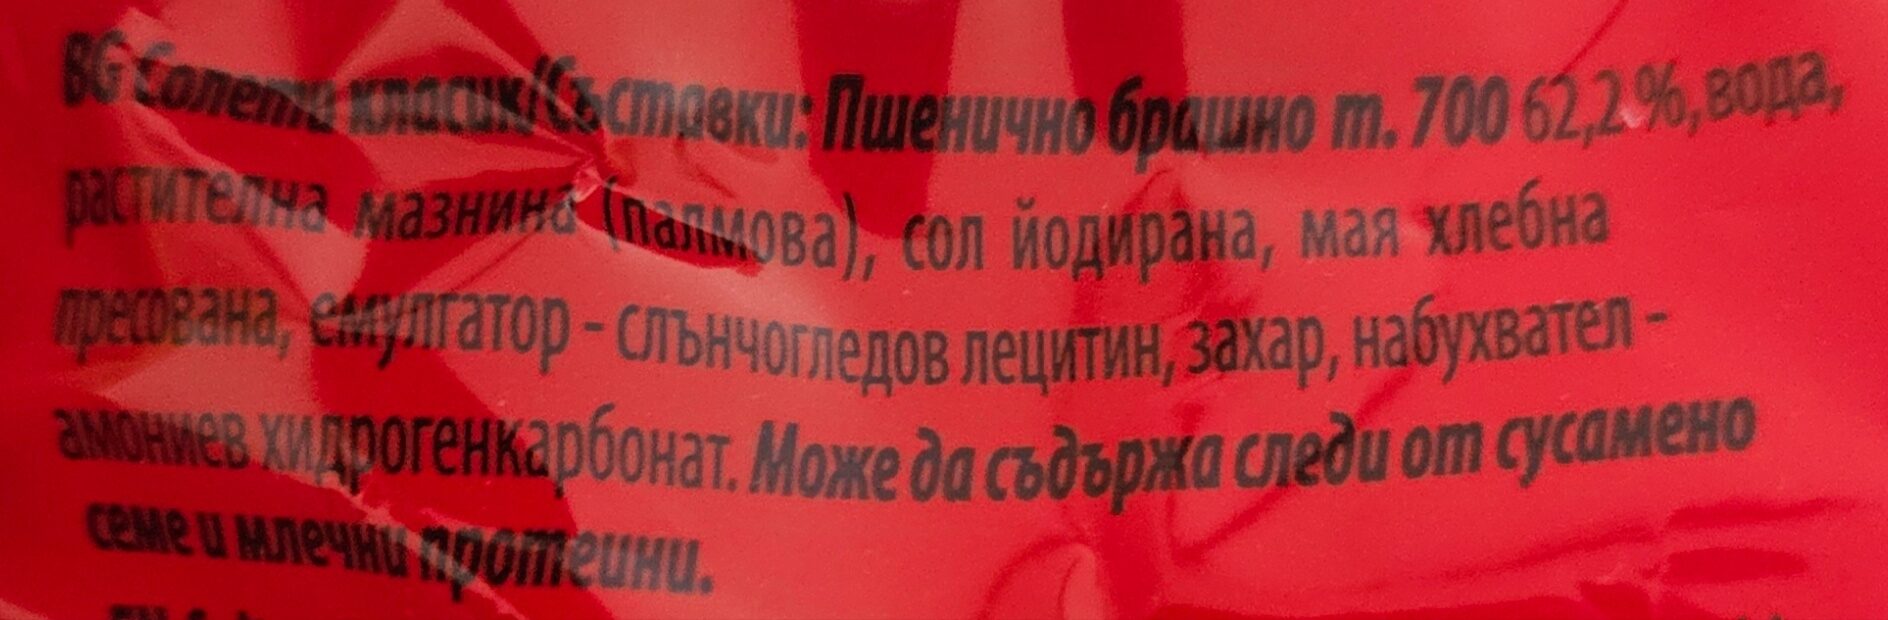 BG Солети класик/Съставки: Пшенично брашно т. 700 62,2%, вода,
растителна мазнина (палмова), сол йодирана, мая хлебна
пресована, емулгатор - слънчогледов лецитин, захар, набухвател -
амониев хидрогенкарбонат. Може да съдържа следи от сусамено
семе и млечни протеини.